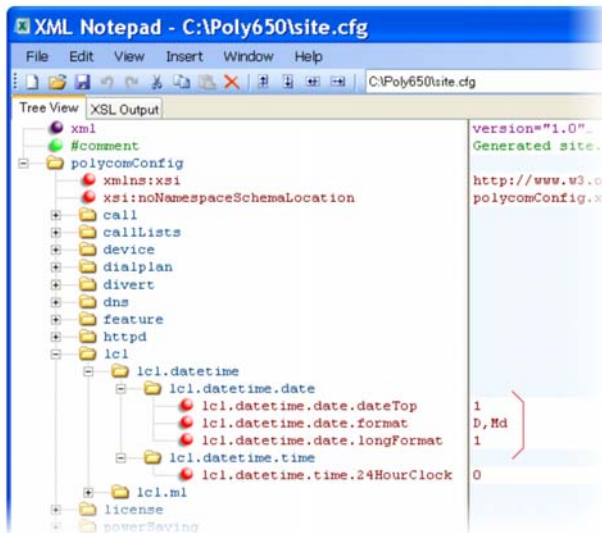 XML Notepad - C:\Poly650\site.cfg
File Edit View Insert Window Help
C:\Poly650\site.cfg
Tree View XSL Output
xml version="1.0"
#comment Generated site.
polycomConfig
xmlns:xsi http://www.w3.o
xsi:noNamespaceSchemaLocation polycomConfig.x
call
callLists
device
dialplan
divert
dns
feature
httpd
lcl
lcl.datetime
lcl.datetime.date
lcl.datetime.date.dateTop 1
lcl.datetime.date.format D,Md
lcl.datetime.date.longFormat 1
lcl.datetime.time
lcl.datetime.time.24HourClock 0
lcl.ml
license
powerSaving